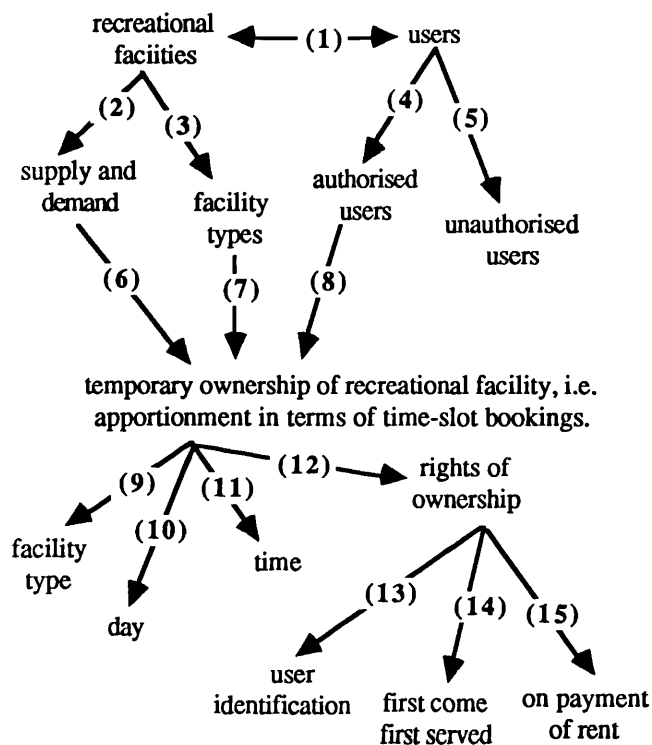 recreational
faciities
(1)
users
(2)
(3)
(4)
(5)
supply and
demand
facility
types
authorised
users
unauthorised
users
(6)
(7)
(8)
temporary ownership of recreational facility, i.e.
apportionment in terms of time-slot bookings.
(9)
(10)
(11)
(12)
rights of
ownership
facility
type
day
time
(13)
(14)
(15)
user
identification
first come
first served
on payment
of rent